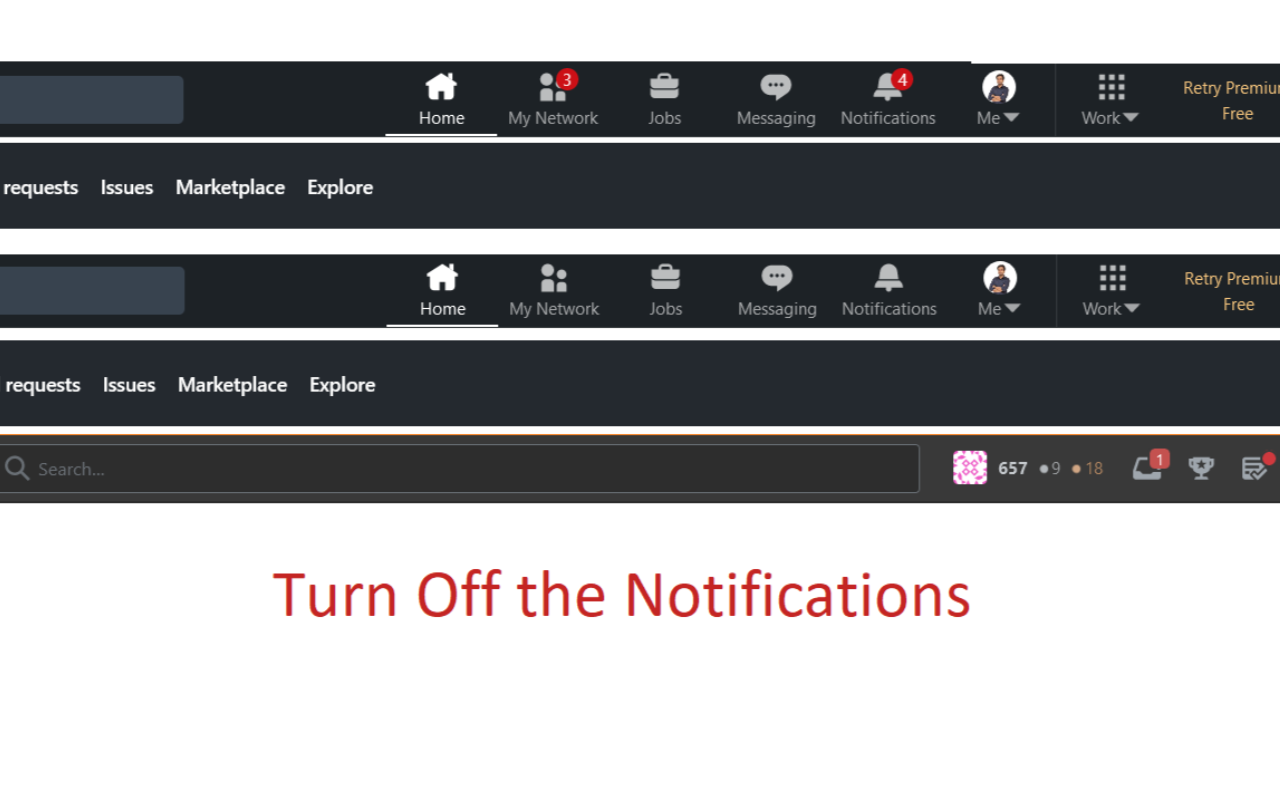 3 4
Home My Network Jobs Messaging Notifications Me Work Retry Premiu
Free
requests Issues Marketplace Explore
Home My Network Jobs Messaging Notifications Me Work Retry Premiu
Free
requests Issues Marketplace Explore
Search... 657 9 18 1
Turn Off the Notifications